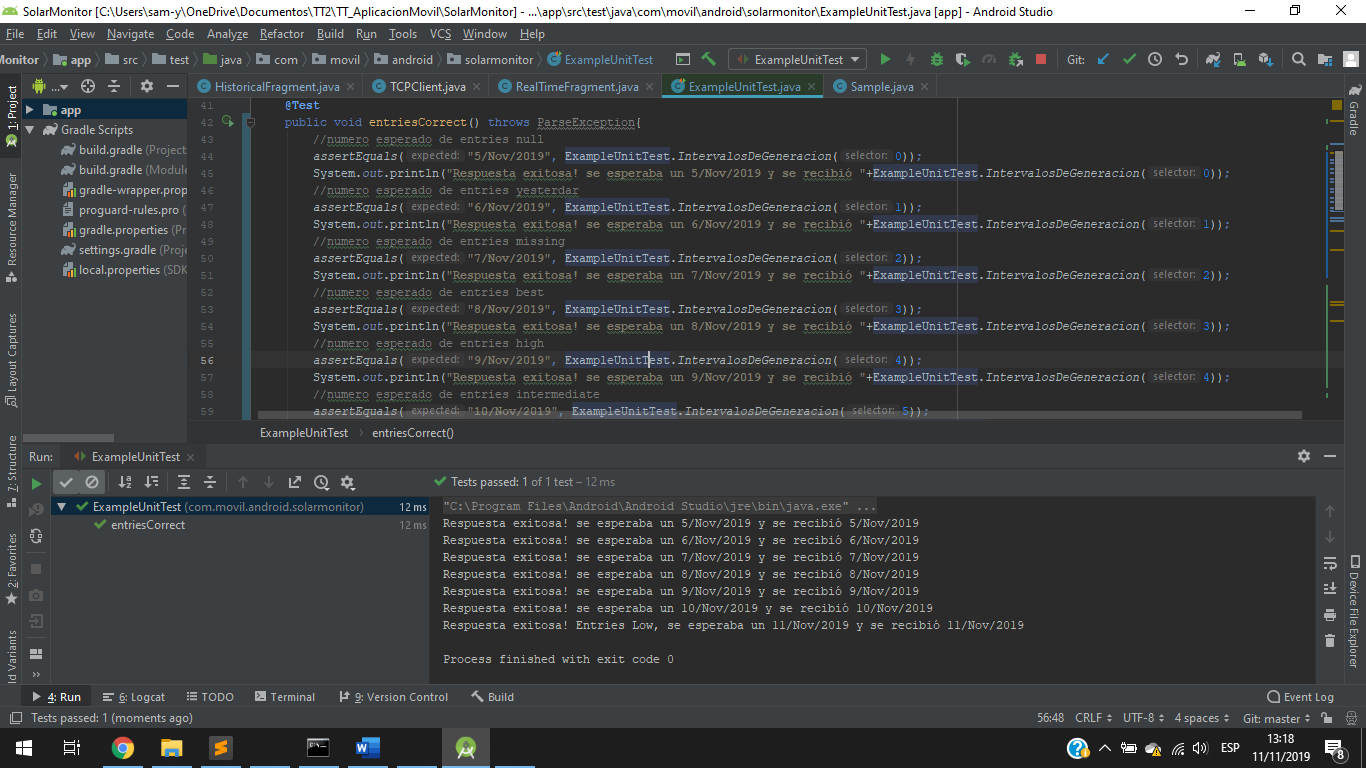 SolarMonitor [C:\Users\sam-y\OneDrive\Documentos\TT2\TT_AplicacionMovil\SolarMonitor] - ...\app\src\test\java\com\movil\android\solarmonitor\ExampleUnitTest.java [app] - Android Studio
File Edit View Navigate Code Analyze Refactor Build Run Tools VCS Window Help
Monitor app src test java com movil android solarmonitor ExampleUnitTest ExampleUnitTest Git:
1: Project
Resource Manager
Layout Captures
7: Structure
2: Favorites
ld Variants
...
app
Gradle Scripts
build.gradle (Project
build.gradle (Module
gradle-wrapper.prop
proguard-rules.pro
gradle.properties (Proj
settings.gradle (Proje
local.properties (SDK
HistoricalFragment.java TCPClient.java RealTimeFragment.java ExampleUnitTest.java Sample.java
41 @Test
42 public void entriesCorrect() throws ParseException{
43 //numero esperado de entries null
44 assertEquals( expected: "5/Nov/2019", ExampleUnitTest.IntervalosDeGeneracion( selector: 0));
45 System.out.println("Respuesta exitosa! se esperaba un 5/Nov/2019 y se recibió "+ExampleUnitTest.IntervalosDeGeneracion( selector: 0));
46 //numero esperado de entries yesterdar
47 assertEquals( expected: "6/Nov/2019", ExampleUnitTest.IntervalosDeGeneracion( selector: 1));
48 System.out.println("Respuesta exitosa! se esperaba un 6/Nov/2019 y se recibió "+ExampleUnitTest.IntervalosDeGeneracion( selector: 1));
49 //numero esperado de entries missing
50 assertEquals( expected: "7/Nov/2019", ExampleUnitTest.IntervalosDeGeneracion( selector: 2));
51 System.out.println("Respuesta exitosa! se esperaba un 7/Nov/2019 y se recibió "+ExampleUnitTest.IntervalosDeGeneracion( selector: 2));
52 //numero esperado de entries best
53 assertEquals( expected: "8/Nov/2019", ExampleUnitTest.IntervalosDeGeneracion( selector: 3));
54 System.out.println("Respuesta exitosa! se esperaba un 8/Nov/2019 y se recibió "+ExampleUnitTest.IntervalosDeGeneracion( selector: 3));
55 //numero esperado de entries high
56 assertEquals( expected: "9/Nov/2019", ExampleUnitTest.IntervalosDeGeneracion( selector: 4));
57 System.out.println("Respuesta exitosa! se esperaba un 9/Nov/2019 y se recibió "+ExampleUnitTest.IntervalosDeGeneracion( selector: 4));
58 //numero esperado de entries intermediate
59 assertEquals( expected: "10/Nov/2019", ExampleUnitTest.IntervalosDeGeneracion( selector: 5));
ExampleUnitTest entriesCorrect()
Gradle
Device File Explorer
Run: ExampleUnitTest
Tests passed: 1 of 1 test – 12 ms
ExampleUnitTest (com.movil.android.solarmonitor) 12 ms
entriesCorrect 12 ms
"C:\Program Files\Android\Android Studio\jre\bin\java.exe" ...
Respuesta exitosa! se esperaba un 5/Nov/2019 y se recibió 5/Nov/2019
Respuesta exitosa! se esperaba un 6/Nov/2019 y se recibió 6/Nov/2019
Respuesta exitosa! se esperaba un 7/Nov/2019 y se recibió 7/Nov/2019
Respuesta exitosa! se esperaba un 8/Nov/2019 y se recibió 8/Nov/2019
Respuesta exitosa! se esperaba un 9/Nov/2019 y se recibió 9/Nov/2019
Respuesta exitosa! se esperaba un 10/Nov/2019 y se recibió 10/Nov/2019
Respuesta exitosa! Entries Low, se esperaba un 11/Nov/2019 y se recibió 11/Nov/2019
Process finished with exit code 0
4: Run 6: Logcat TODO Terminal 9: Version Control Build Event Log
Tests passed: 1 (moments ago) 56:48 CRLF UTF-8 4 spaces Git: master
ESP
13:18
11/11/2019
8